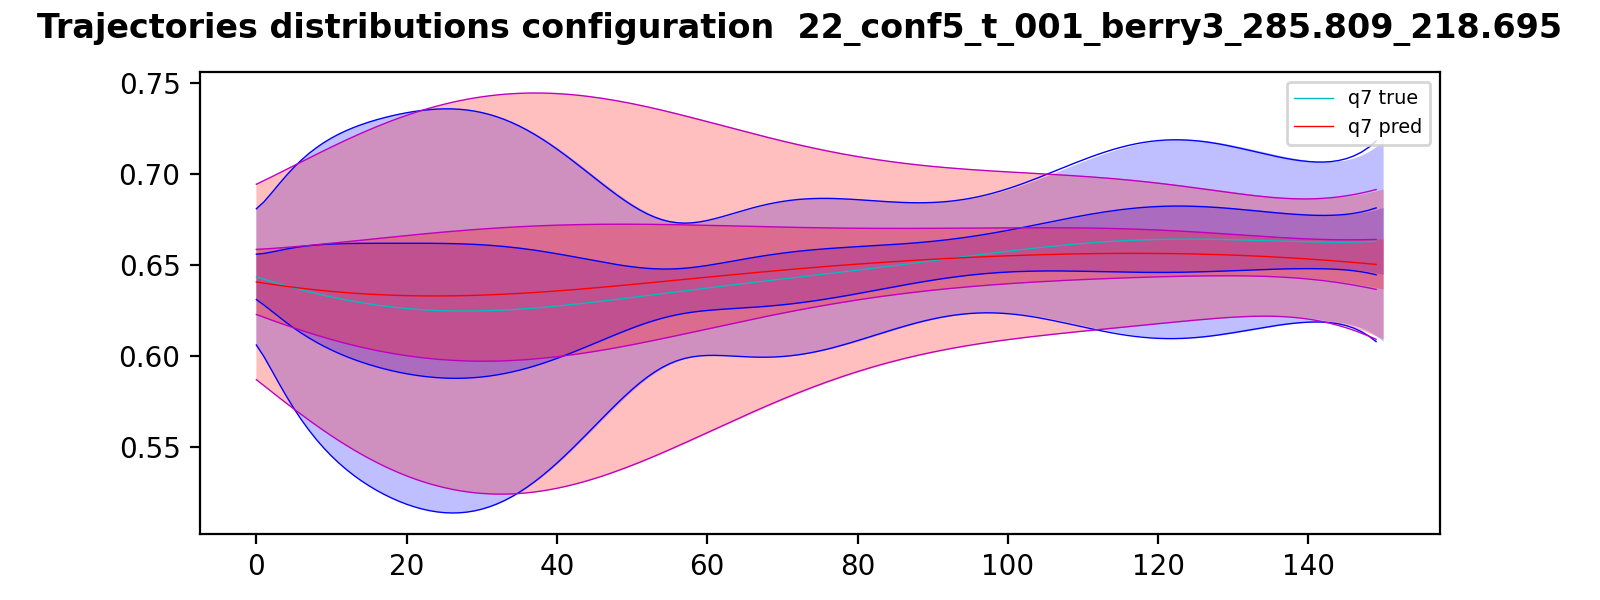 Trajectories distributions configuration  22_conf5_t_001_berry3_285.809_218.695
0.75
0.70
0.65
0.60
0.55
q7 true
q7 pred
0 20 40 60 80 100 120 140